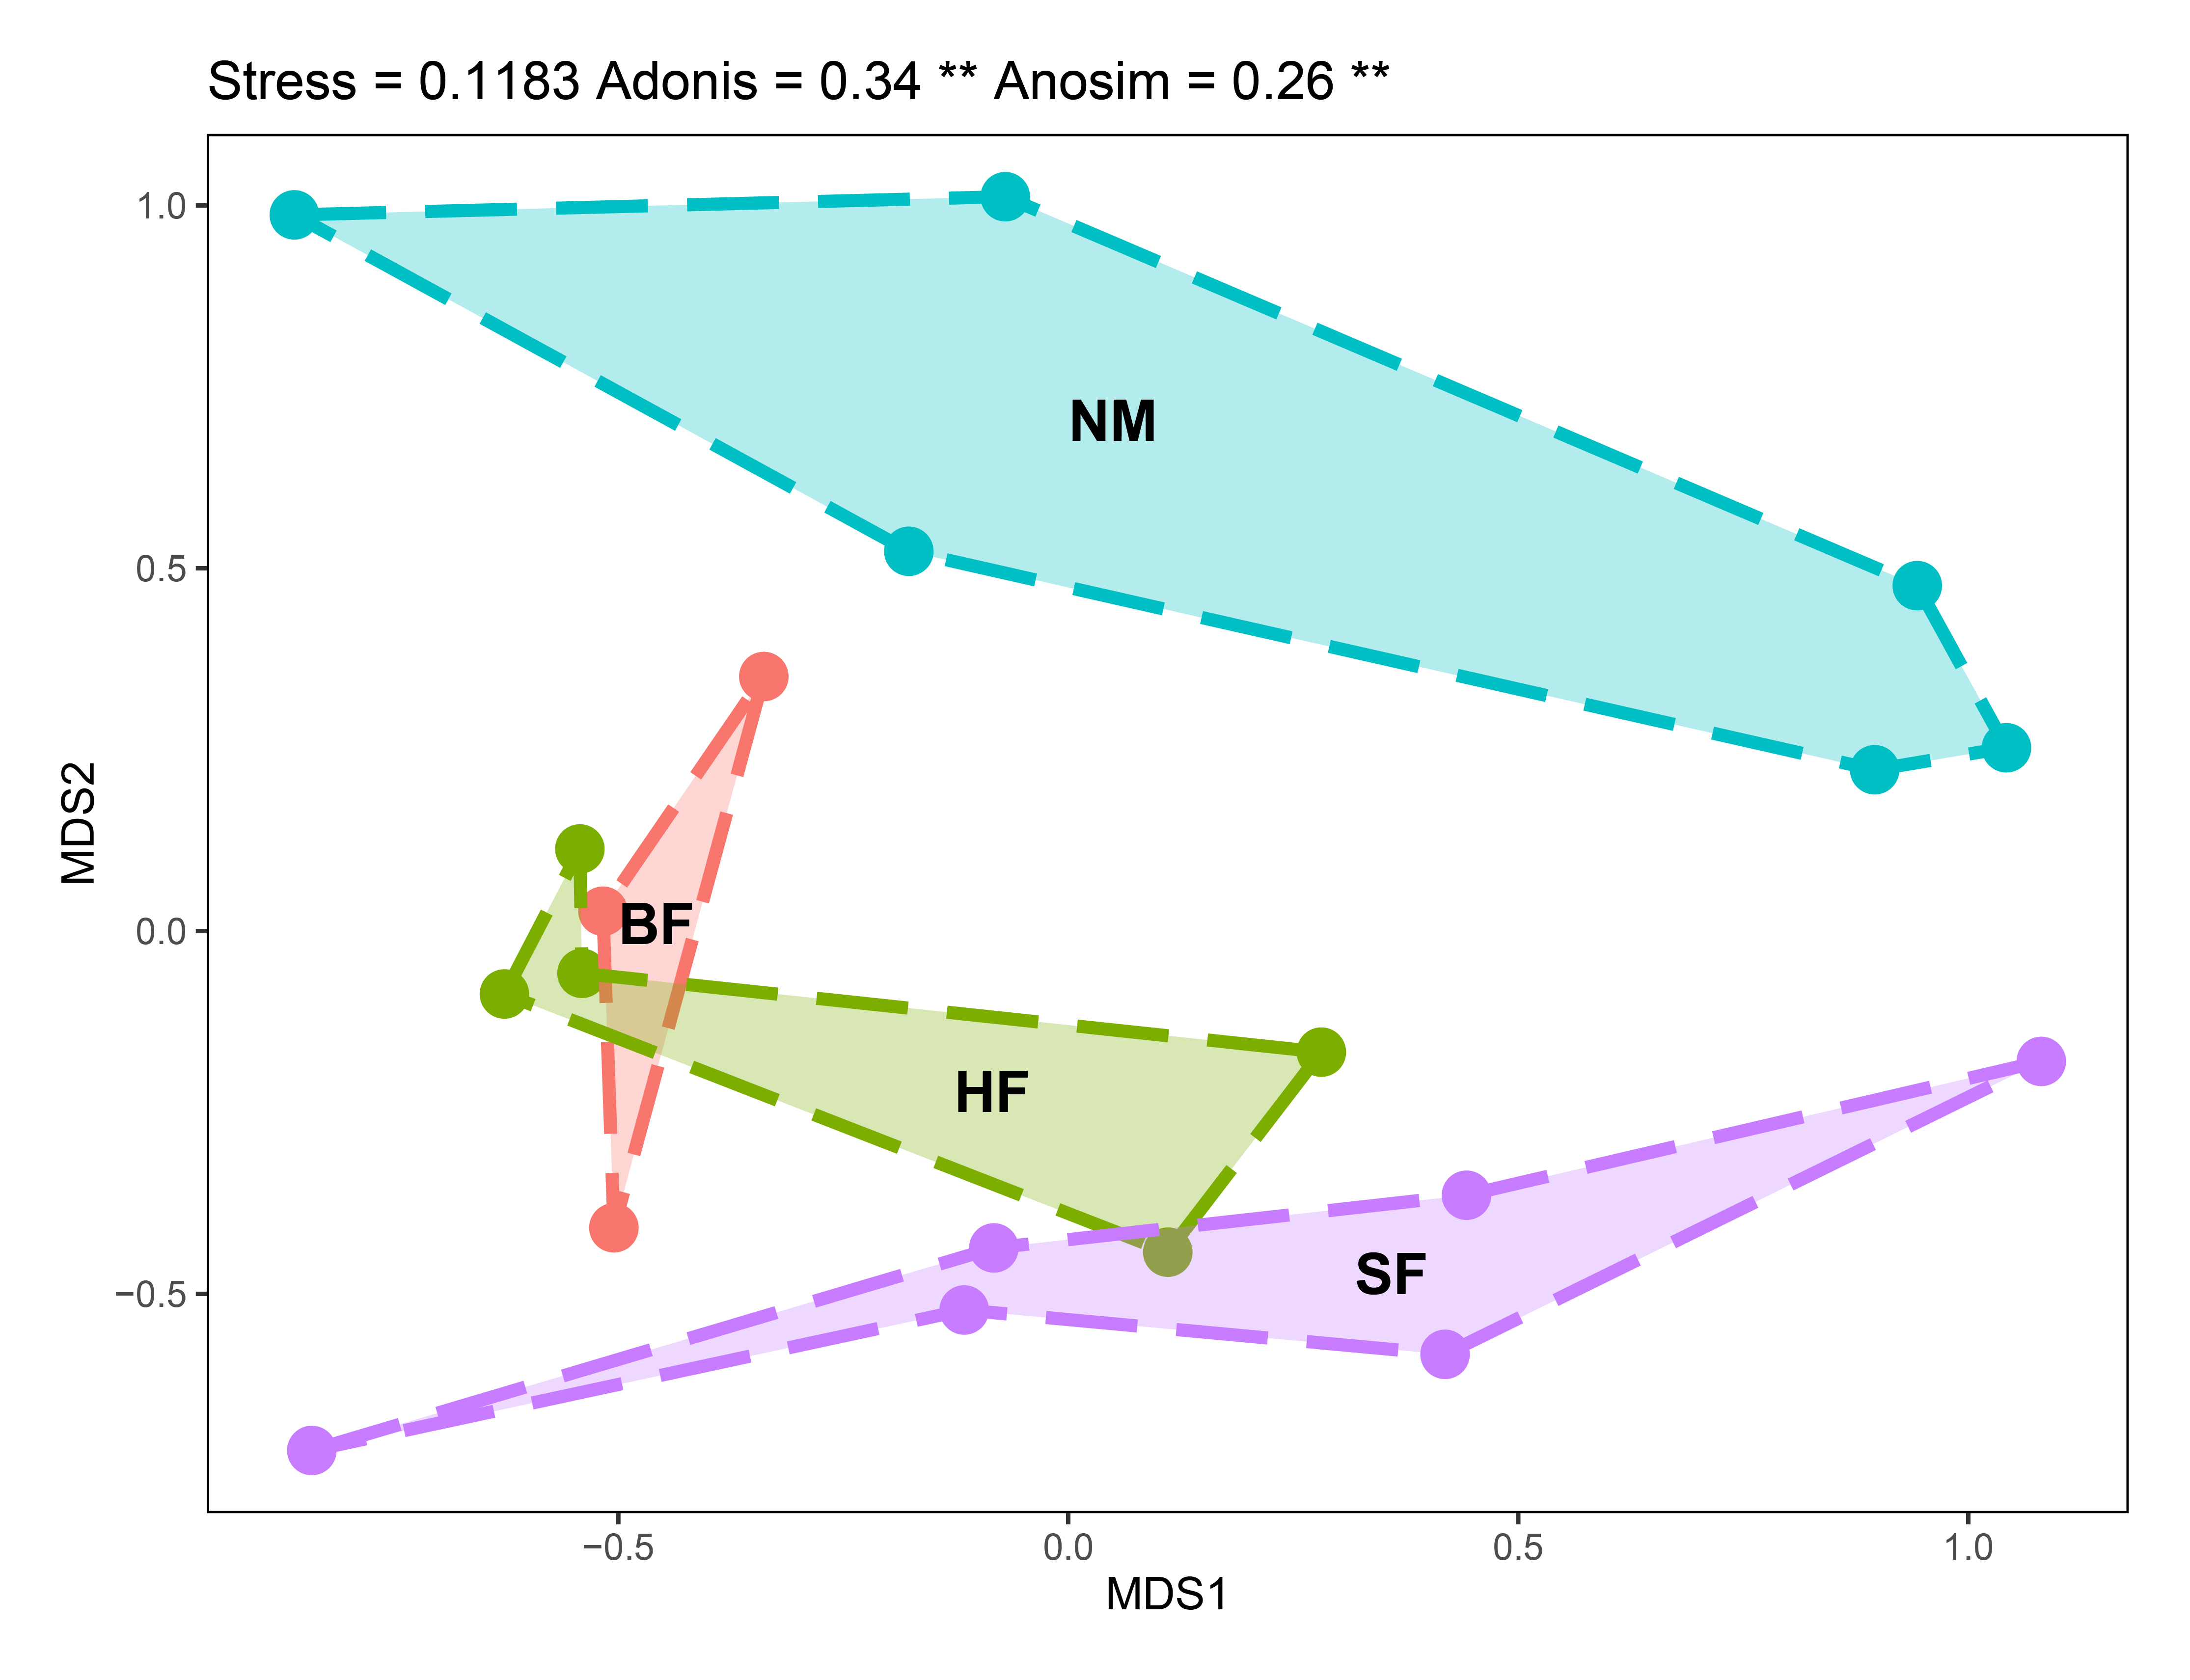 Stress = 0.1183 Adonis = 0.34 ** Anosim = 0.26 **
1.0
NM
0.5
MDS2
BF
0.0
HF
SF
−0.5
−0.5 0.0 0.5 1.0
MDS1